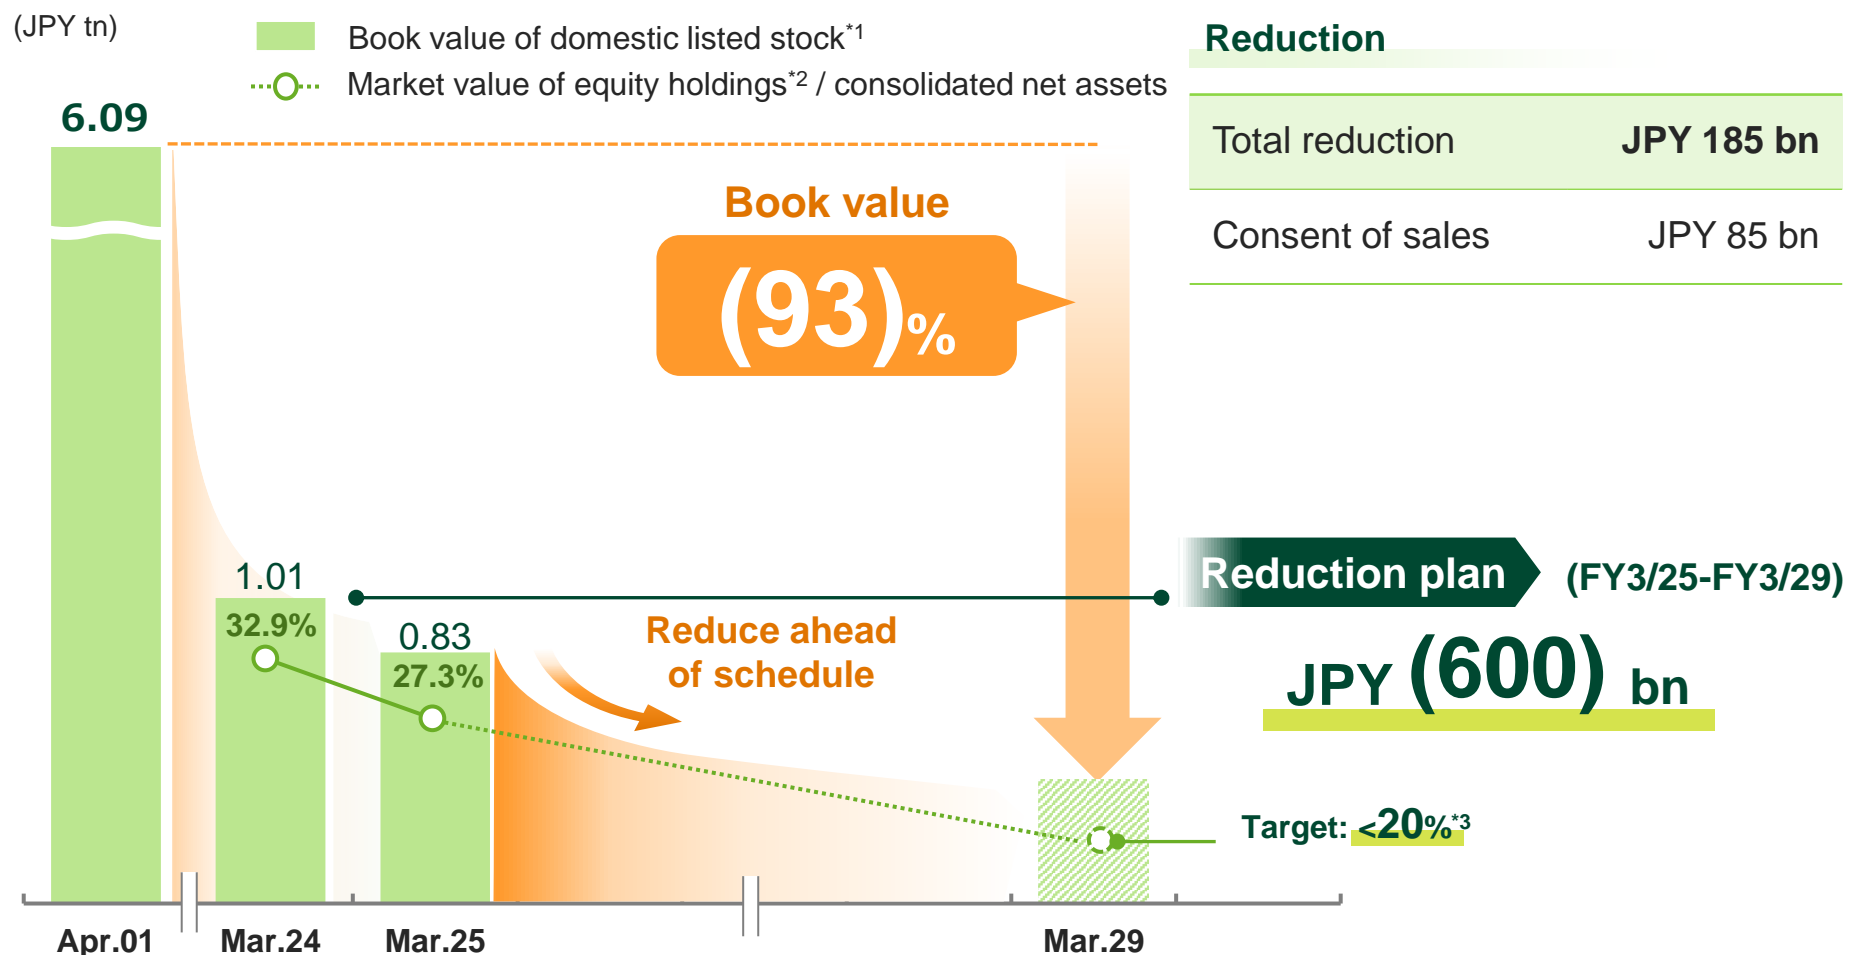 (JPY tn)
Book value of domestic listed stock*1
Market value of equity holdings*2 / consolidated net assets
6.09
Book value
(93)%
1.01
32.9%
0.83
27.3%
Reduce ahead
of schedule
Apr.01
Mar.24
Mar.25
Mar.29
Reduction
Total reduction JPY 185 bn
Consent of sales JPY 85 bn
Reduction plan (FY3/25-FY3/29)
JPY (600) bn
Target: <20%*3